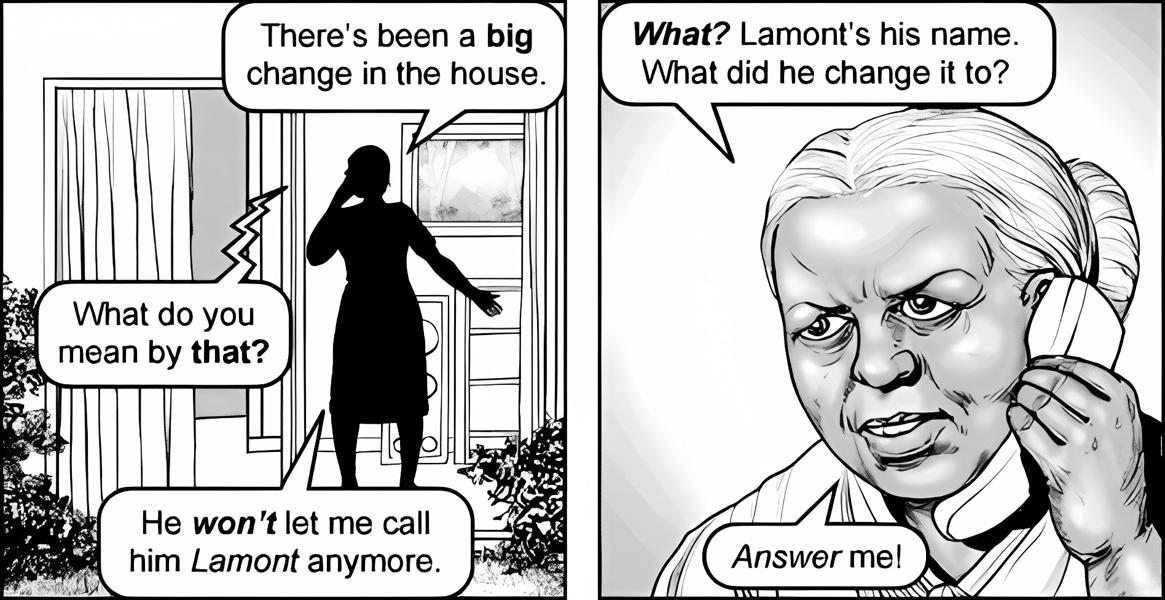 There's been a big
change in the house.
What do you
mean by that?
He won't let me call
him Lamont anymore.
What? Lamont's his name.
What did he change it to?
Answer me!